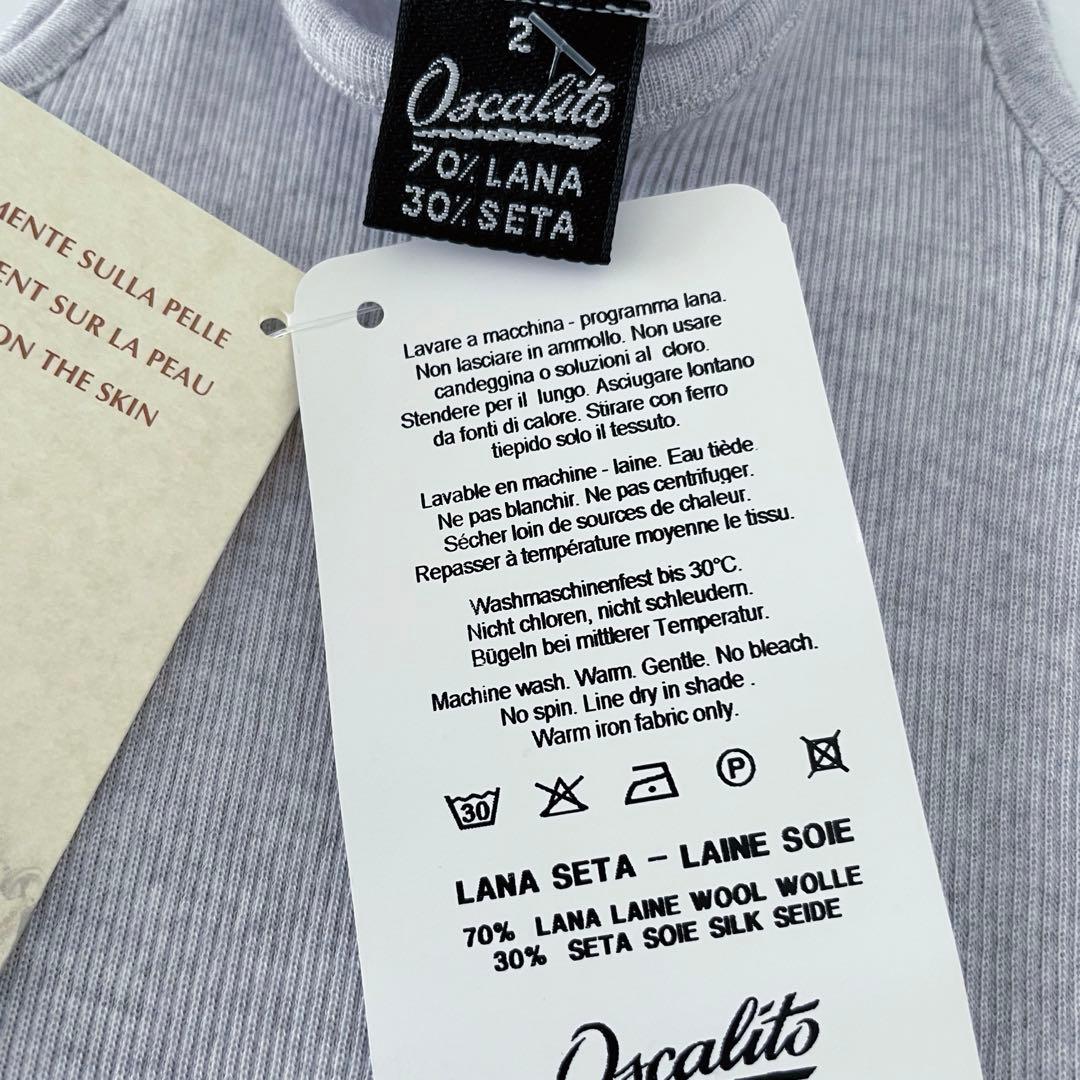 2
Oscalito
70% LANA
30% SETA
SULLA PELLE
SUR LA PEAU
ON THE SKIN
Lavare a macchina - programma lana.
Non lasciare in ammollo. Non usare
candeggina o soluzioni al cloro.
Stendere per il lungo. Asciugare lontano
da fonti di calore. Stirare con ferro
tiepido solo il tessuto.
Lavable en machine - laine. Eau tiède.
Ne pas blanchir. Ne pas centrifuger.
Sécher loin de sources de chaleur.
Repasser à température moyenne le tissu.
Washmaschinenfest bis 30°C.
Nicht chloren, nicht schleudern.
Bügeln bei mittlerer Temperatur.
Machine wash. Warm. Gentle. No bleach.
No spin. Line dry in shade .
Warm iron fabric only.
30 P
LANA SETA - LAINE SOIE
70% LANA LAINE WOOL WOLLE
30% SETA SOIE SILK SEIDE
Oscalito